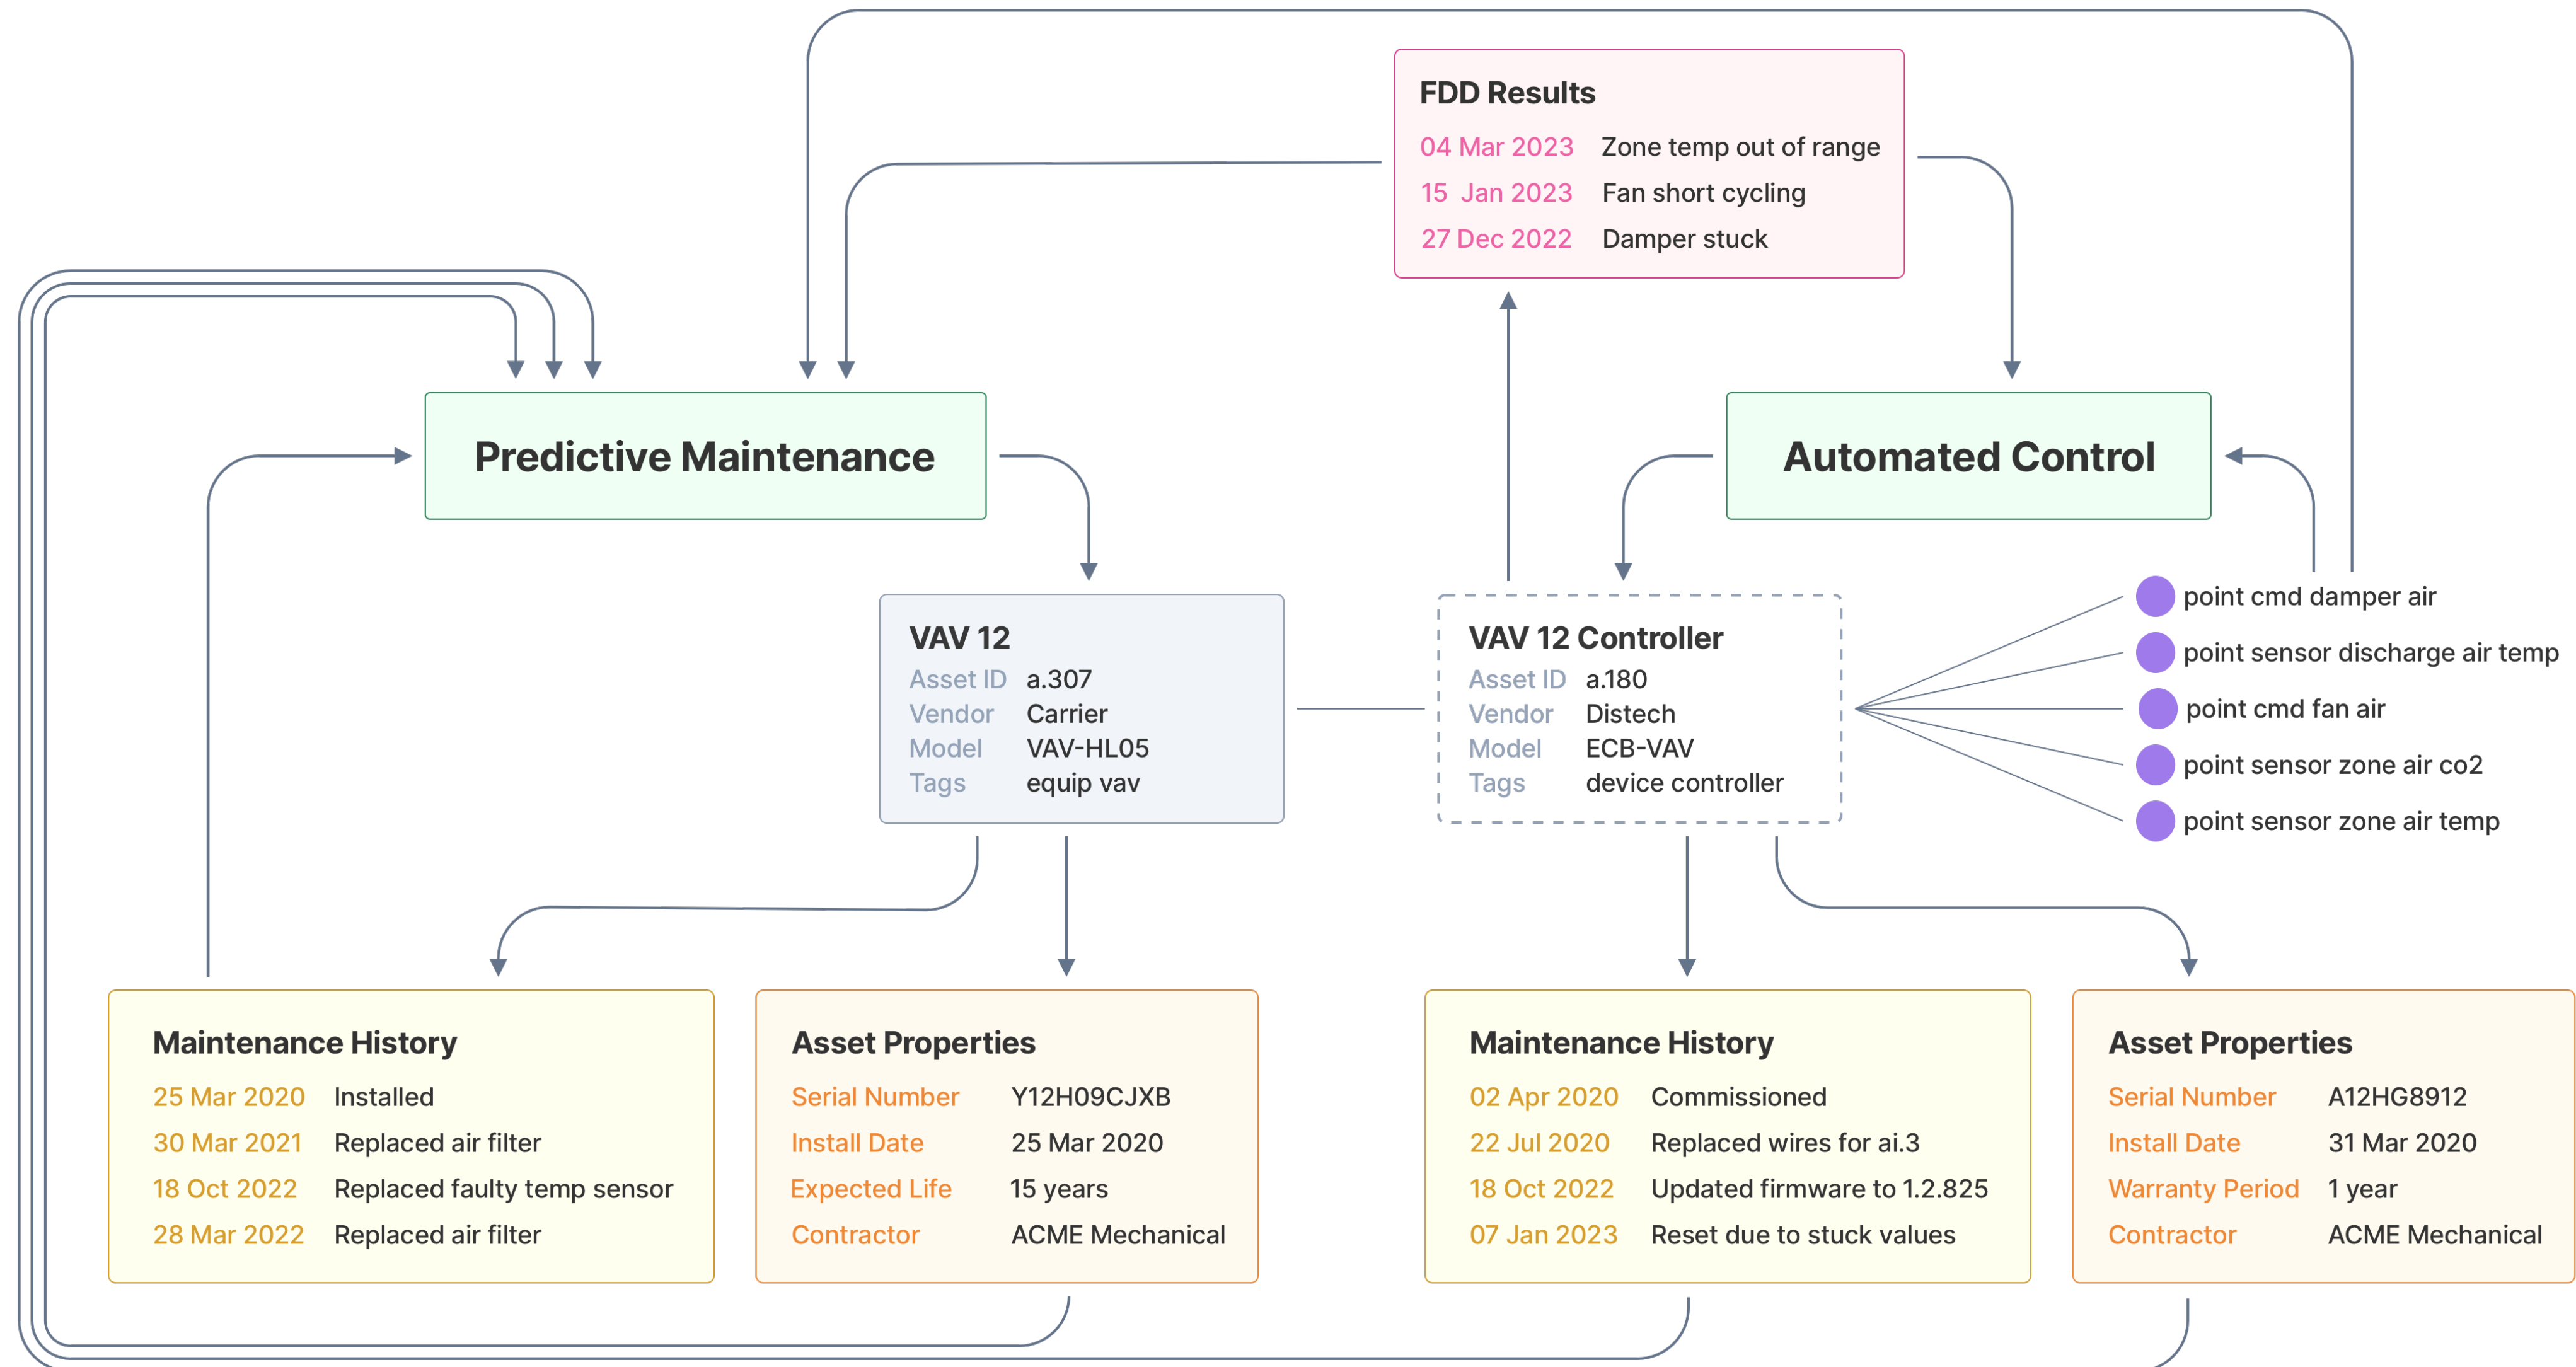 FDD Results
04 Mar 2023 Zone temp out of range
15 Jan 2023 Fan short cycling
27 Dec 2022 Damper stuck
Predictive Maintenance
Automated Control
VAV 12
Asset ID a.307
Vendor Carrier
Model VAV-HL05
Tags equip vav
VAV 12 Controller
Asset ID a.180
Vendor Distech
Model ECB-VAV
Tags device controller
point cmd damper air
point sensor discharge air temp
point cmd fan air
point sensor zone air co2
point sensor zone air temp
Maintenance History
25 Mar 2020 Installed
30 Mar 2021 Replaced air filter
18 Oct 2022 Replaced faulty temp sensor
28 Mar 2022 Replaced air filter
Asset Properties
Serial Number Y12H09CJXB
Install Date 25 Mar 2020
Expected Life 15 years
Contractor ACME Mechanical
Maintenance History
02 Apr 2020 Commissioned
22 Jul 2020 Replaced wires for ai.3
18 Oct 2022 Updated firmware to 1.2.825
07 Jan 2023 Reset due to stuck values
Asset Properties
Serial Number A12HG8912
Install Date 31 Mar 2020
Warranty Period 1 year
Contractor ACME Mechanical